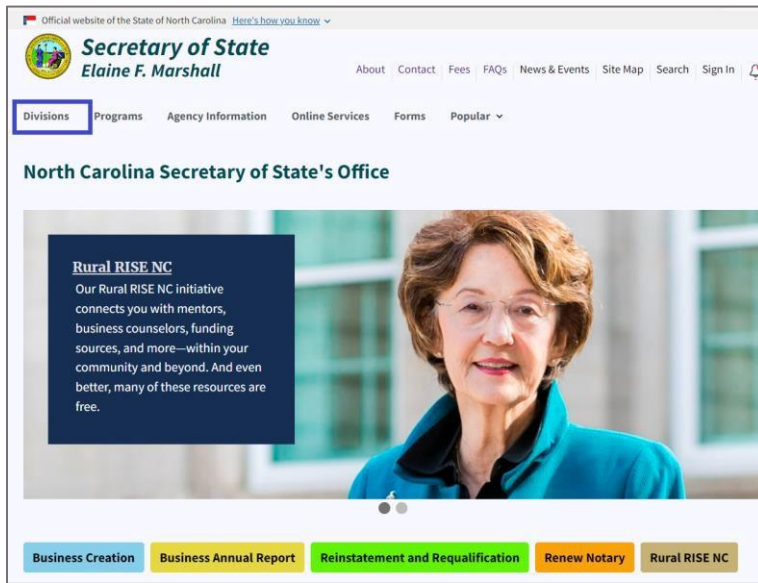 Official website of the State of North Carolina Here's how you know
Secretary of State
Elaine F. Marshall
About Contact Fees FAQs News & Events Site Map Search Sign In
Divisions Programs Agency Information Online Services Forms Popular
North Carolina Secretary of State's Office
Rural RISE NC
Our Rural RISE NC initiative
connects you with mentors,
business counselors, funding
sources, and more—within your
community and beyond. And even
better, many of these resources are
free.
Business Creation Business Annual Report Reinstatement and Requalification Renew Notary Rural RISE NC